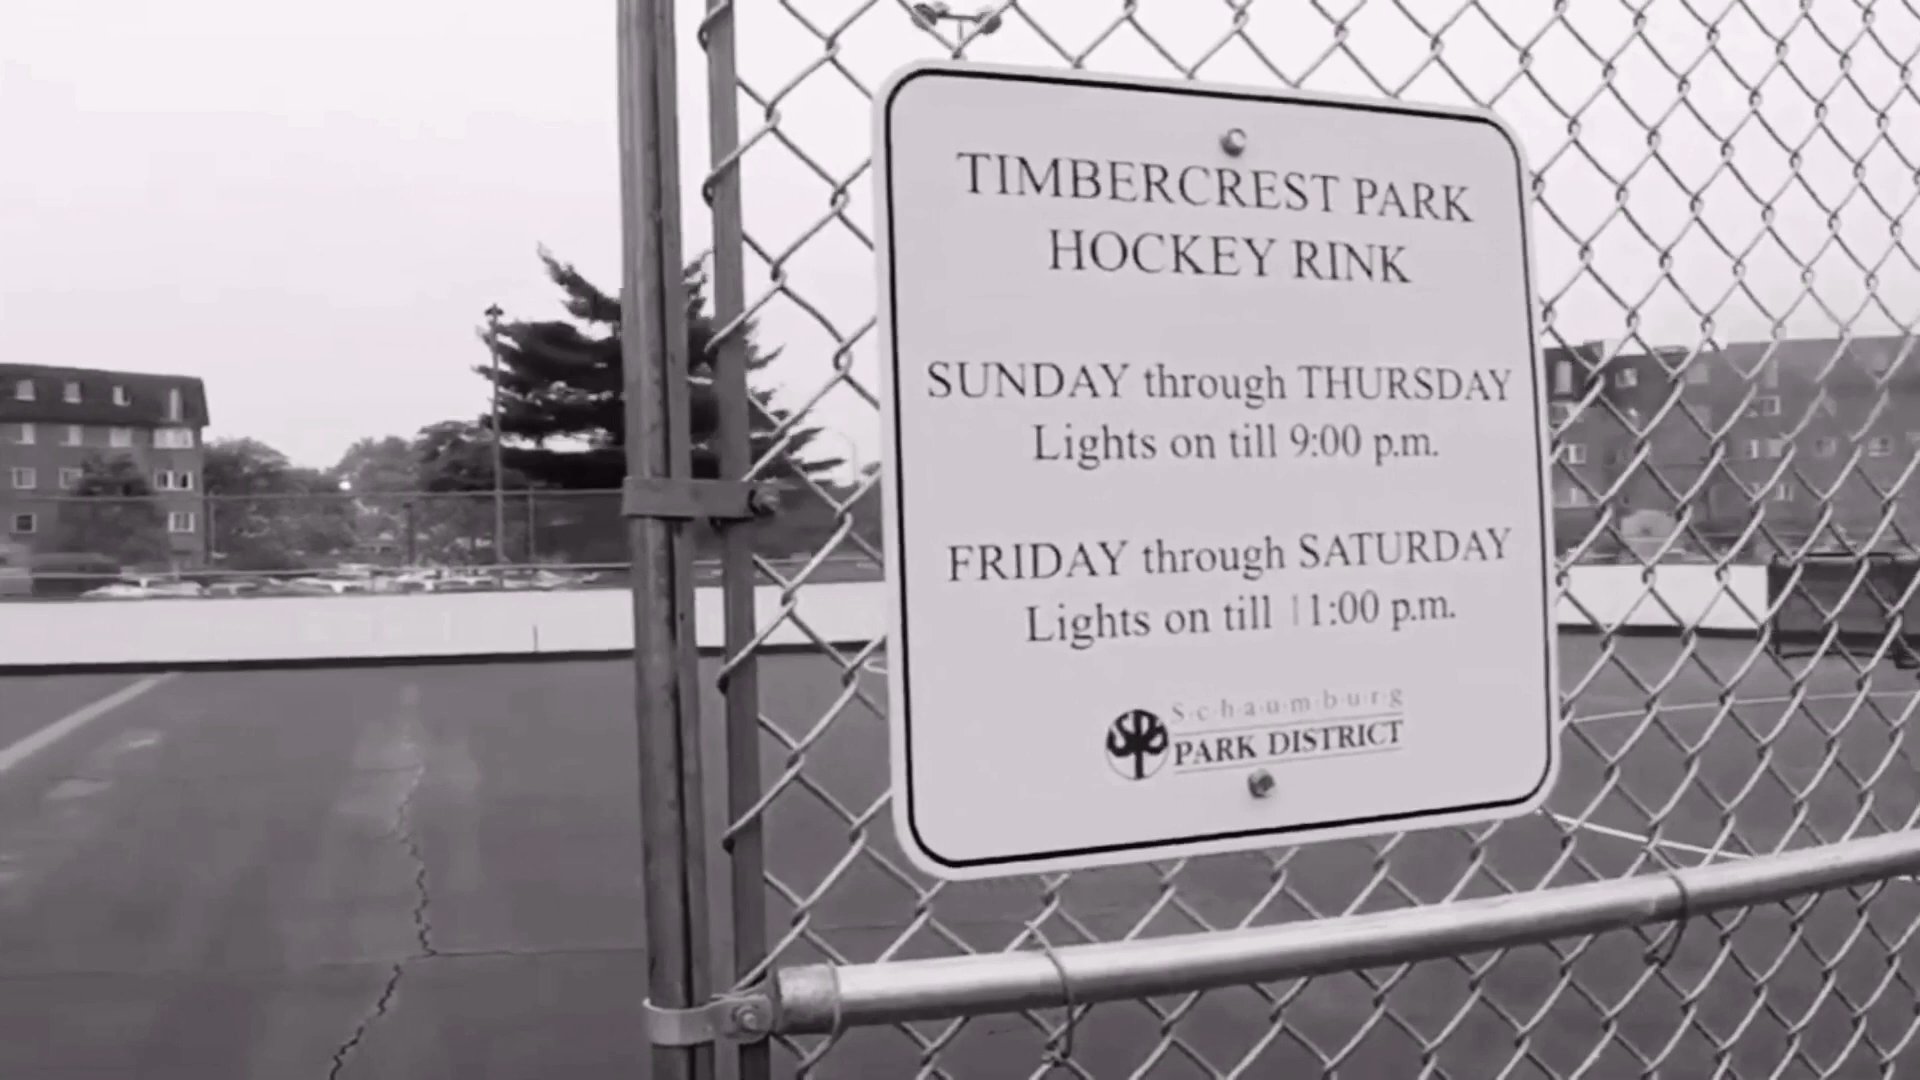 TIMBERCREST PARK
HOCKEY RINK
SUNDAY through THURSDAY
Lights on till 9:00 p.m.
FRIDAY through SATURDAY
Lights on till 11:00 p.m.
S·c·h·a·u·m·b·u·r·g
PARK DISTRICT